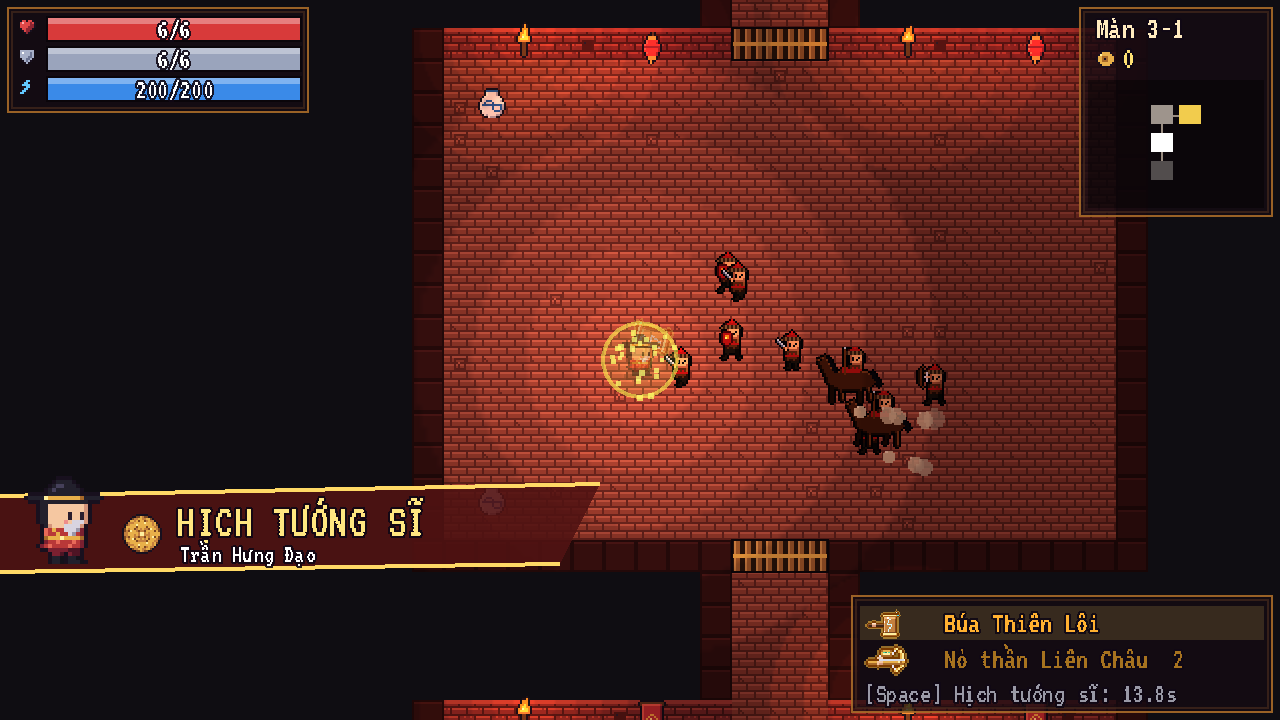 6/6
6/6
200/200
Màn 3-1
0
HỊCH TƯỚNG SĨ
Trần Hưng Đạo
Búa Thiên Lôi
Nỏ thần Liên Châu 2
[Space] Hịch tướng sĩ: 13.8s